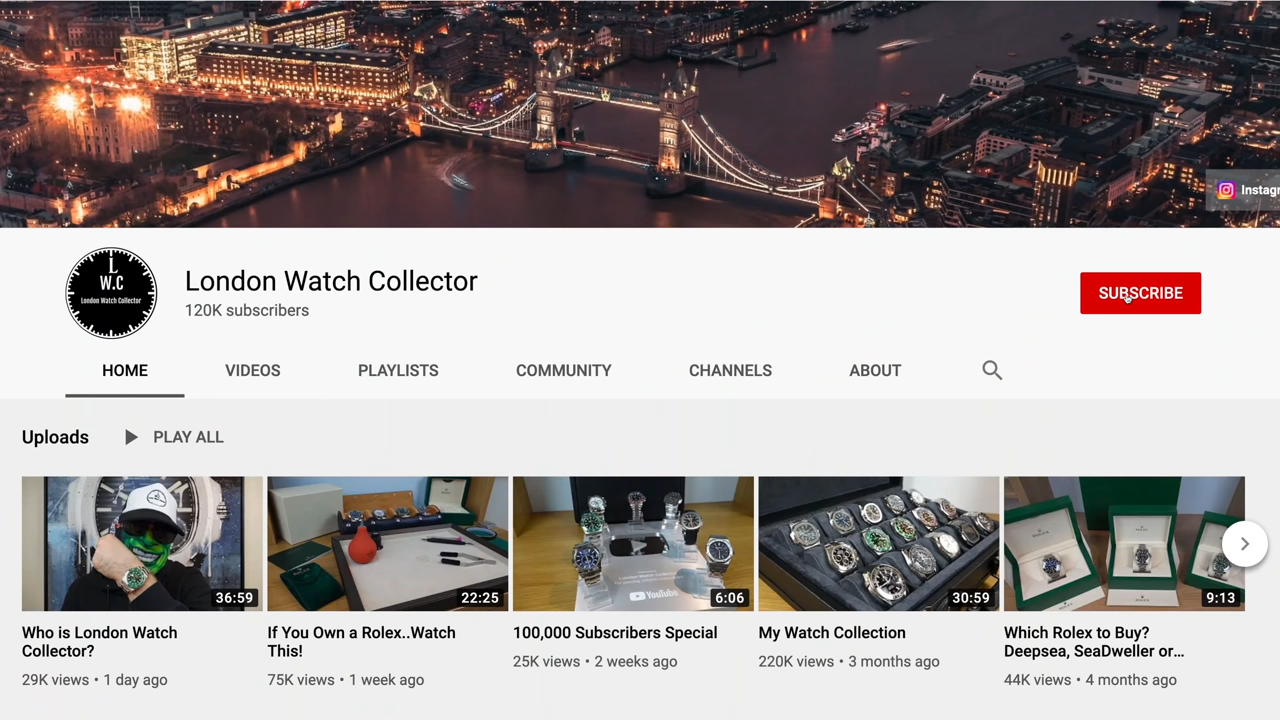 Instagr
L
W.C
London Watch Collector
London Watch Collector
120K subscribers
SUBSCRIBE
HOME VIDEOS PLAYLISTS COMMUNITY CHANNELS ABOUT
Uploads PLAY ALL
36:59 22:25 6:06 30:59 9:13
YouTube
Who is London Watch
Collector?
29K views • 1 day ago
If You Own a Rolex..Watch
This!
75K views • 1 week ago
100,000 Subscribers Special
25K views • 2 weeks ago
My Watch Collection
220K views • 3 months ago
Which Rolex to Buy?
Deepsea, SeaDweller or...
44K views • 4 months ago